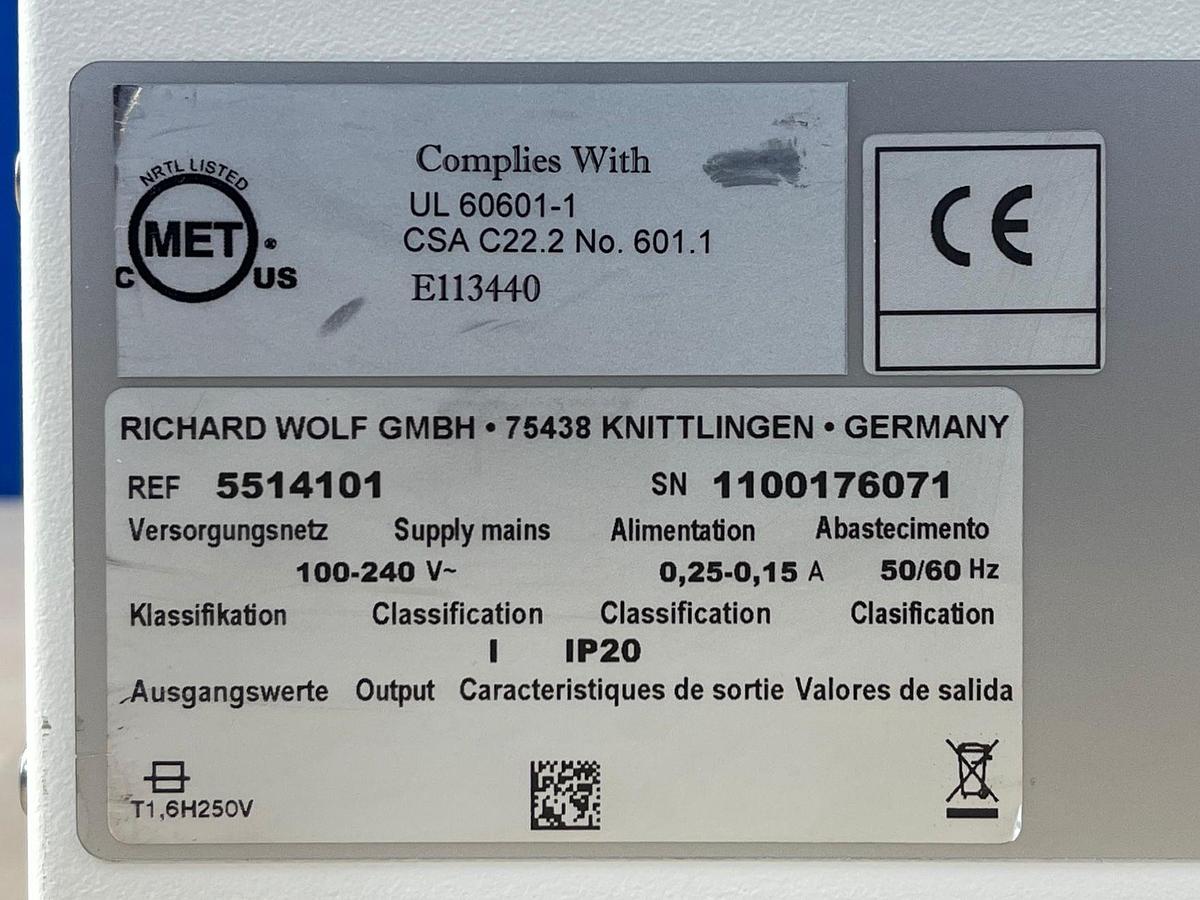 NRTL LISTED
MET ®
C US
Complies With
UL 60601-1
CSA C22.2 No. 601.1
E113440
CE
RICHARD WOLF GMBH • 75438 KNITTLINGEN • GERMANY
REF 5514101 SN 1100176071
Versorgungsnetz Supply mains Alimentation Abastecimento
100-240 V~ 0,25-0,15 A 50/60 Hz
Klassifikation Classification Classification Clasification
I IP20
Ausgangswerte Output Caracteristiques de sortie Valores de salida
T1,6H250V